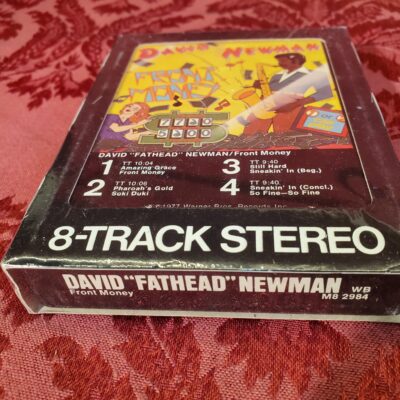 DAVID NEWMAN
FRONT
MONEY
DAVID "FATHEAD" NEWMAN/Front Money
1 TT 10:04
Amazing Grace
Front Money
2 TT 10:06
Pharoah's Gold
Suki Duki
3 TT 9:40
Still Hard
Sneakin' In (Beg.)
4 TT 9:40
Sneakin' In (Concl.)
So Fine—So Fine
1977 Warner Bros. Records Inc.
8-TRACK STEREO
DAVID "FATHEAD" NEWMAN
Front Money
WB
M8 2984